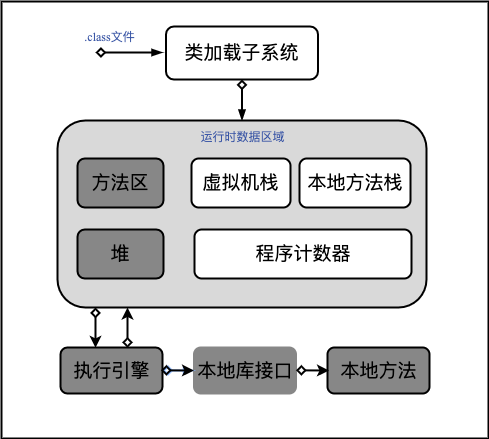 .class文件
类加载子系统
运行时数据区域
方法区
虚拟机栈
本地方法栈
堆
程序计数器
执行引擎
本地库接口
本地方法